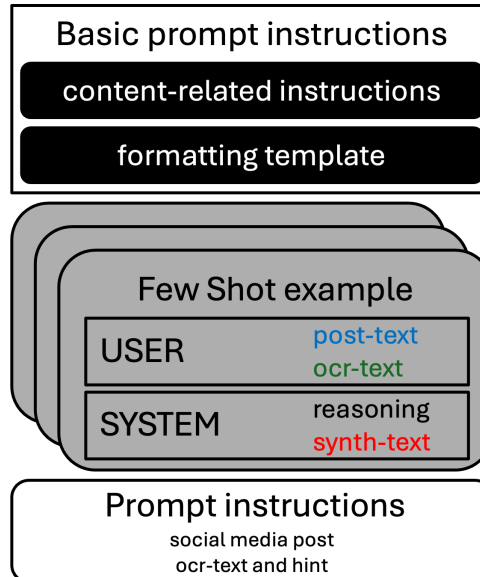 Basic prompt instructions
content-related instructions
formatting template
Few Shot example
USER
post-text
ocr-text
SYSTEM
reasoning
synth-text
Prompt instructions
social media post
ocr-text and hint